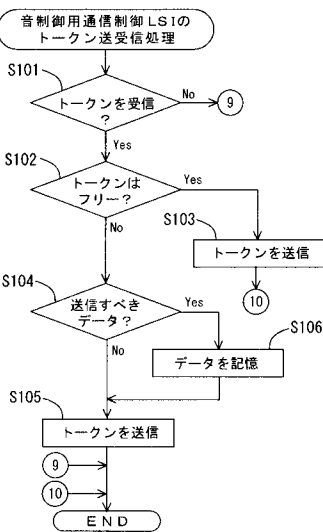 音制御用通信制御LSIの
トークン送受信処理
S101
トークンを受信
?
No
9
Yes
S102
トークンは
フリー?
Yes
No
S103
トークンを送信
10
S104
送信すべき
データ?
Yes
No
S106
データを記憶
S105
トークンを送信
9
10
END